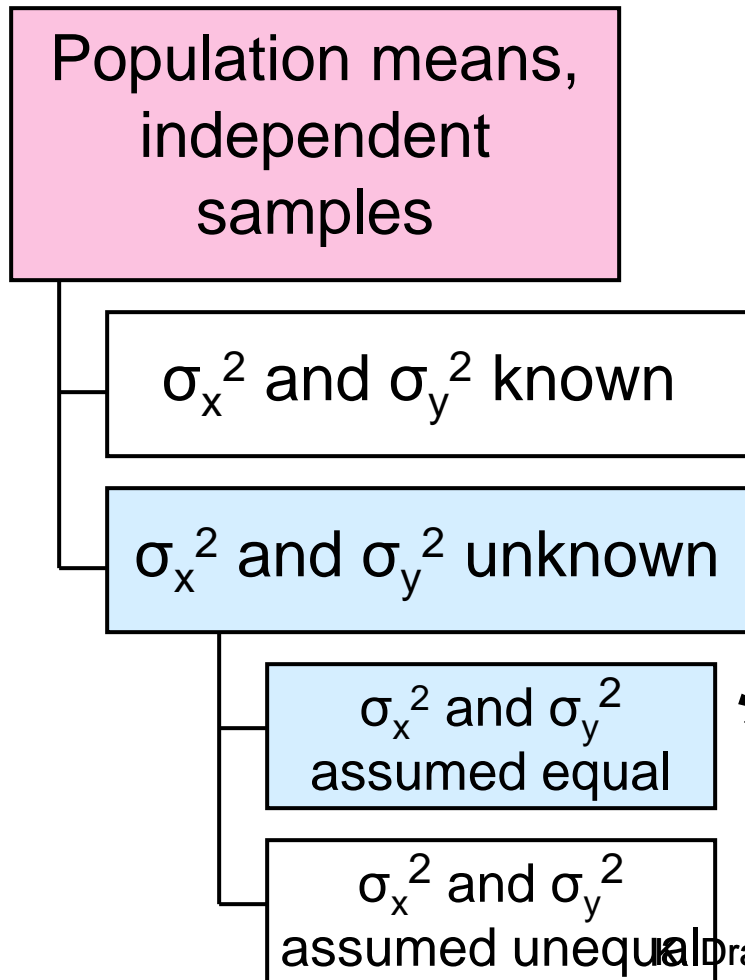 Population means,
independent
samples
σx² and σy² known
σx² and σy² unknown
σx² and σy²
assumed equal
σx² and σy²
assumed unequal